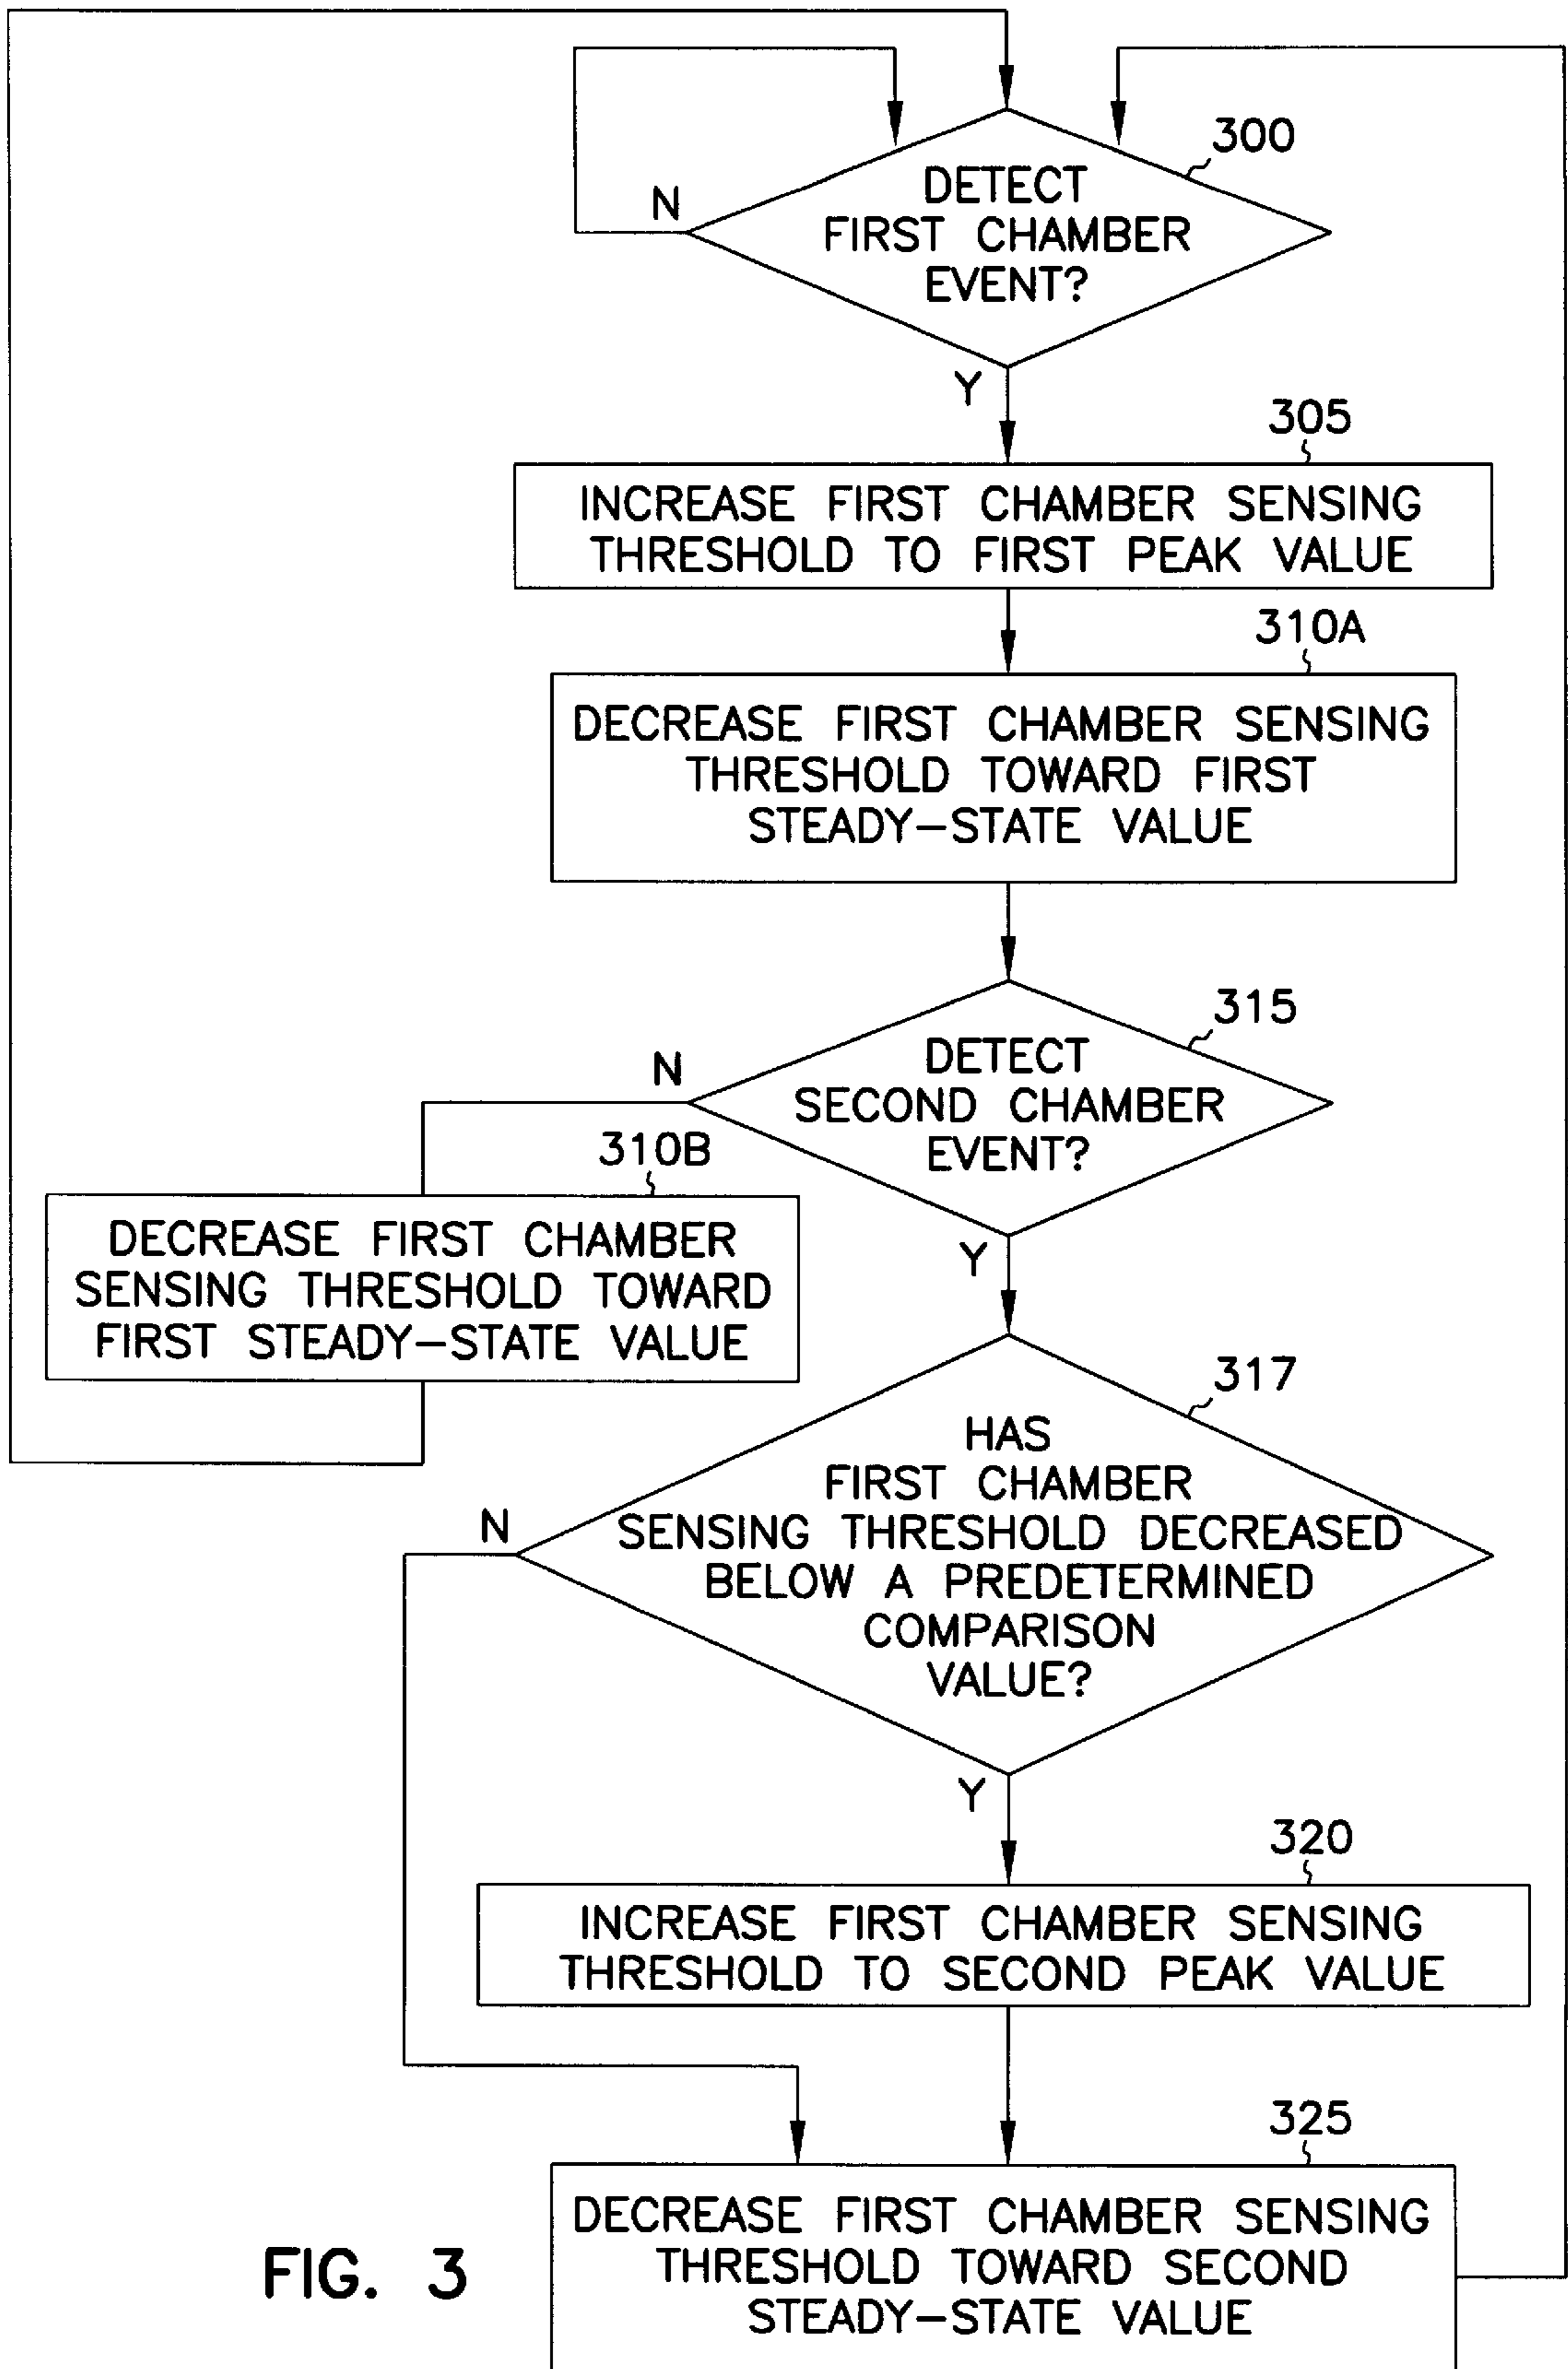 300
DETECT
FIRST CHAMBER
EVENT?
N
Y
305
INCREASE FIRST CHAMBER SENSING
THRESHOLD TO FIRST PEAK VALUE
310A
DECREASE FIRST CHAMBER SENSING
THRESHOLD TOWARD FIRST
STEADY-STATE VALUE
315
DETECT
SECOND CHAMBER
EVENT?
N
Y
310B
DECREASE FIRST CHAMBER
SENSING THRESHOLD TOWARD
FIRST STEADY-STATE VALUE
317
HAS
FIRST CHAMBER
SENSING THRESHOLD DECREASED
BELOW A PREDETERMINED
COMPARISON
VALUE?
N
Y
320
INCREASE FIRST CHAMBER SENSING
THRESHOLD TO SECOND PEAK VALUE
325
DECREASE FIRST CHAMBER SENSING
THRESHOLD TOWARD SECOND
STEADY-STATE VALUE
FIG. 3